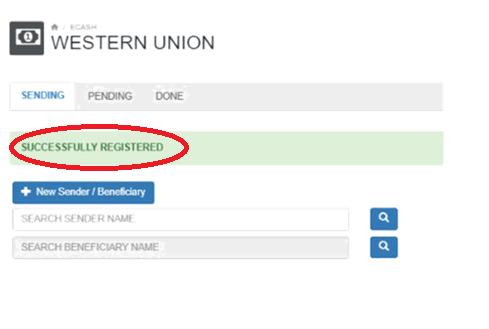 / ECASH
WESTERN UNION
SENDING PENDING DONE
SUCCESSFULLY REGISTERED
New Sender / Beneficiary
SEARCH SENDER NAME
SEARCH BENEFICIARY NAME